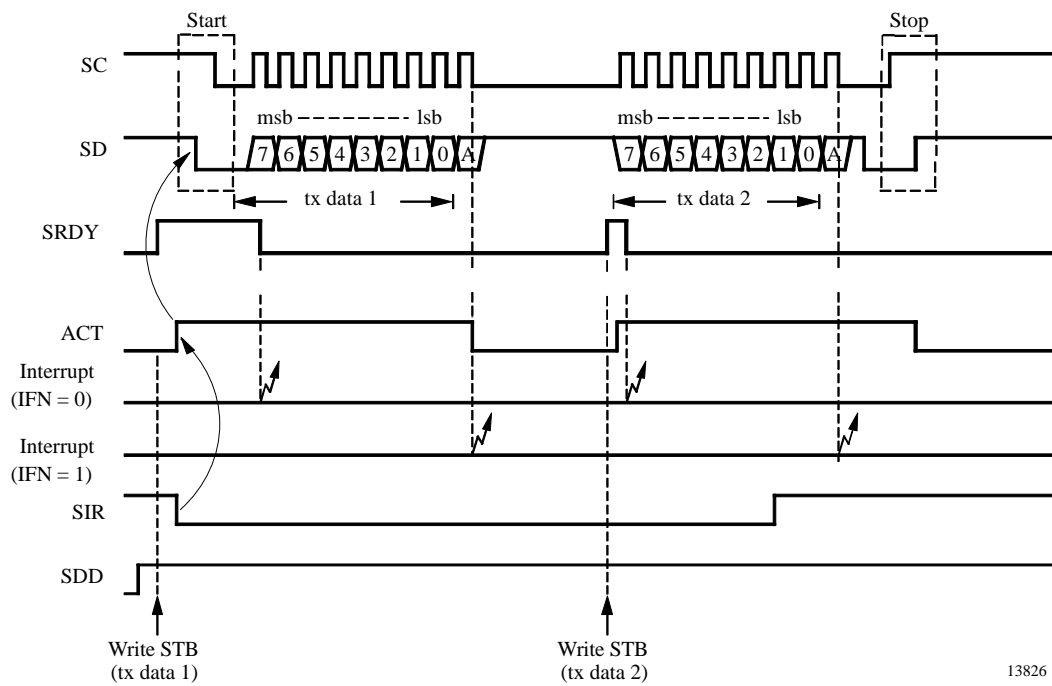 Start
Stop
SC
msb lsb
msb lsb
SD
7 6 5 4 3 2 1 0 A
7 6 5 4 3 2 1 0 A
tx data 1
tx data 2
SRDY
ACT
Interrupt
(IFN = 0)
Interrupt
(IFN = 1)
SIR
SDD
Write STB
(tx data 1)
Write STB
(tx data 2)
13826